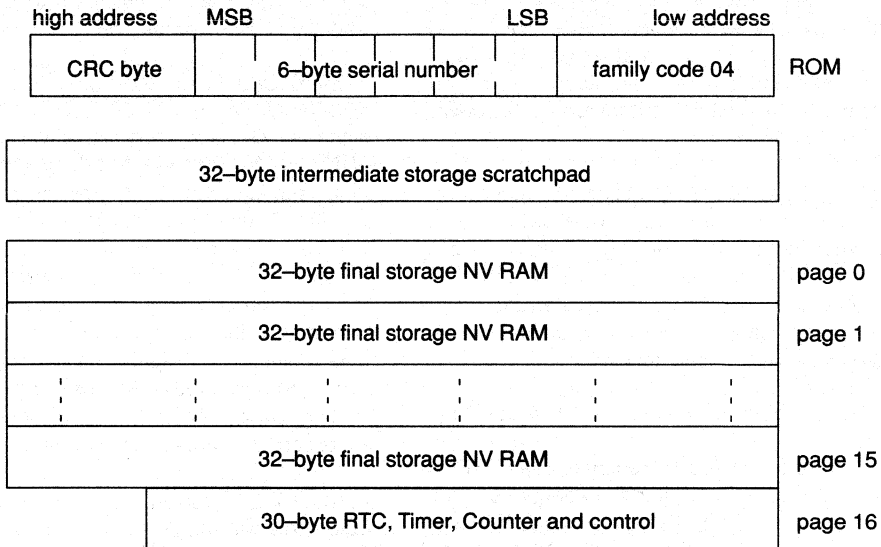 high address MSB LSB low address
CRC byte 6–byte serial number family code 04 ROM
32–byte intermediate storage scratchpad
32–byte final storage NV RAM page 0
32–byte final storage NV RAM page 1
32–byte final storage NV RAM page 15
30–byte RTC, Timer, Counter and control page 16